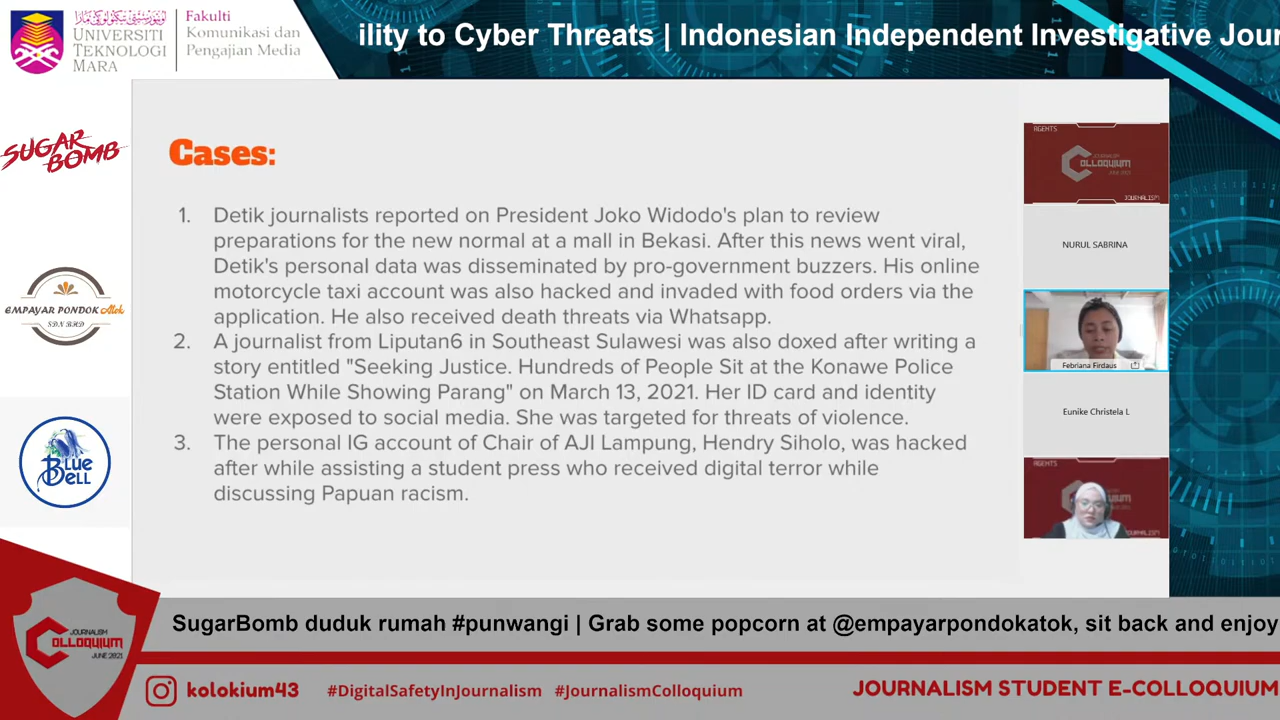 UNIVERSITI
TEKNOLOGI
MARA
Fakulti
Komunikasi dan
Pengajian Media
ility to Cyber Threats | Indonesian Independent Investigative Jour
SUGAR
BOMB
EMPAYAR PONDOK Atok
SDN BHD
BLUE
BELL
Cases:
1. Detik journalists reported on President Joko Widodo's plan to review
preparations for the new normal at a mall in Bekasi. After this news went viral,
Detik's personal data was disseminated by pro-government buzzers. His online
motorcycle taxi account was also hacked and invaded with food orders via the
application. He also received death threats via Whatsapp.
2. A journalist from Liputan6 in Southeast Sulawesi was also doxed after writing a
story entitled "Seeking Justice. Hundreds of People Sit at the Konawe Police
Station While Showing Parang" on March 13, 2021. Her ID card and identity
were exposed to social media. She was targeted for threats of violence.
3. The personal IG account of Chair of AJI Lampung, Hendry Siholo, was hacked
after while assisting a student press who received digital terror while
discussing Papuan racism.
AGENTS
JOURNALISM
COLLOQUIUM
JUNE 2021
JOURNALISM
NURUL SABRINA
Febriana Firdaus
Eunike Christela L
AGENTS
JOURNALISM
JOURNALISM
COLLOQUIUM
JUNE 2021
SugarBomb duduk rumah #punwangi | Grab some popcorn at @empayarpondokatok, sit back and enjoy
kolokium43
#DigitalSafetyInJournalism #JournalismColloquium
JOURNALISM STUDENT E-COLLOQUIUM